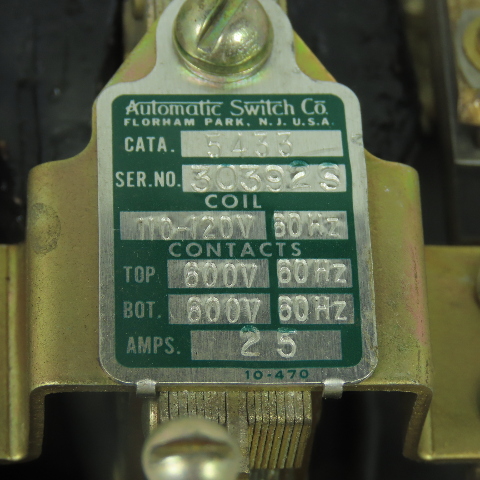 Automatic Switch Co.
FLORHAM PARK, N.J. U.S.A.
CATA. 5433
SER.NO. 30392S
COIL
110-120V 60Hz
CONTACTS
TOP 600V 60Hz
BOT. 600V 60Hz
AMPS. 25
10-470